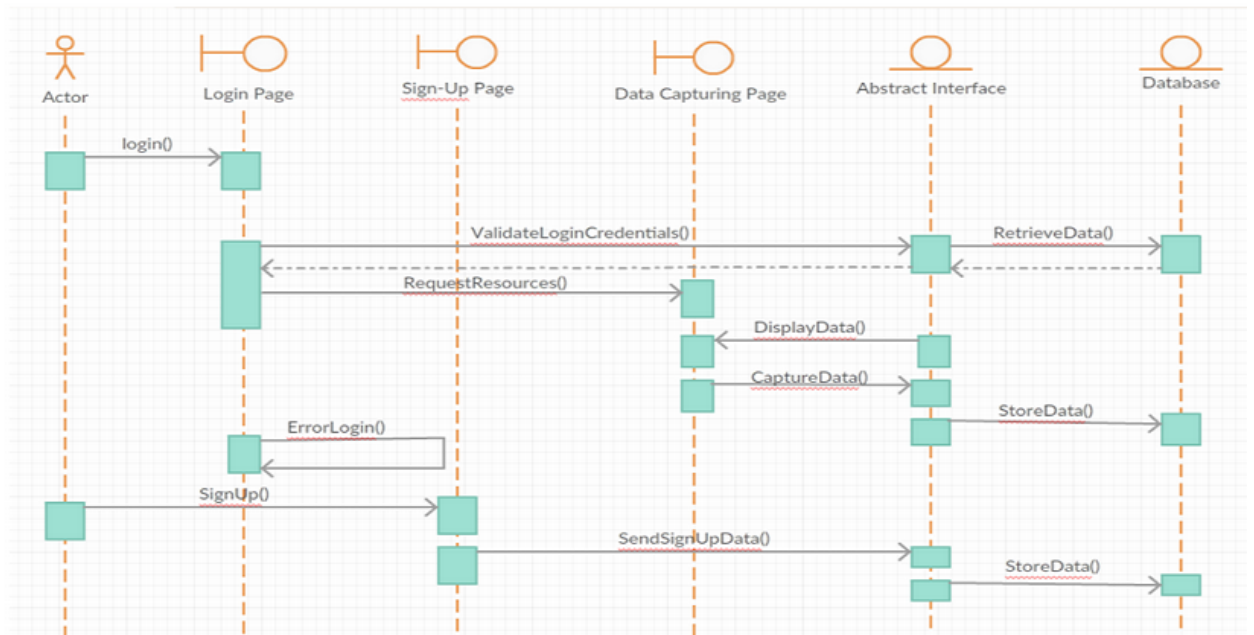 Actor
Login Page
Sign-Up Page
Data Capturing Page
Abstract Interface
Database
login()
ValidateLoginCredentials()
RetrieveData()
RequestResources()
DisplayData()
CaptureData()
StoreData()
ErrorLogin()
SignUp()
SendSignUpData()
StoreData()